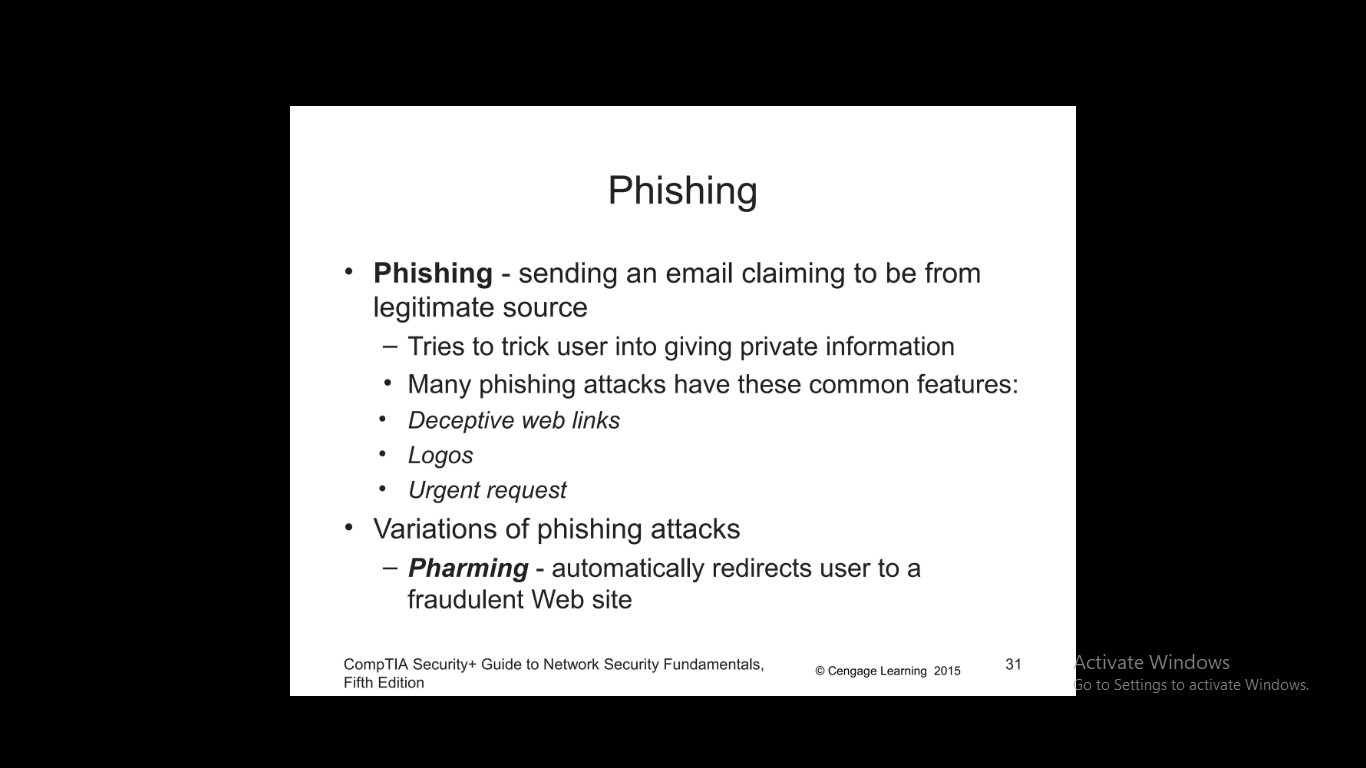 Phishing
• Phishing - sending an email claiming to be from
legitimate source
– Tries to trick user into giving private information
• Many phishing attacks have these common features:
• Deceptive web links
• Logos
• Urgent request
• Variations of phishing attacks
– Pharming - automatically redirects user to a
fraudulent Web site
CompTIA Security+ Guide to Network Security Fundamentals,
Fifth Edition
© Cengage Learning 2015
31
Activate Windows
Go to Settings to activate Windows.